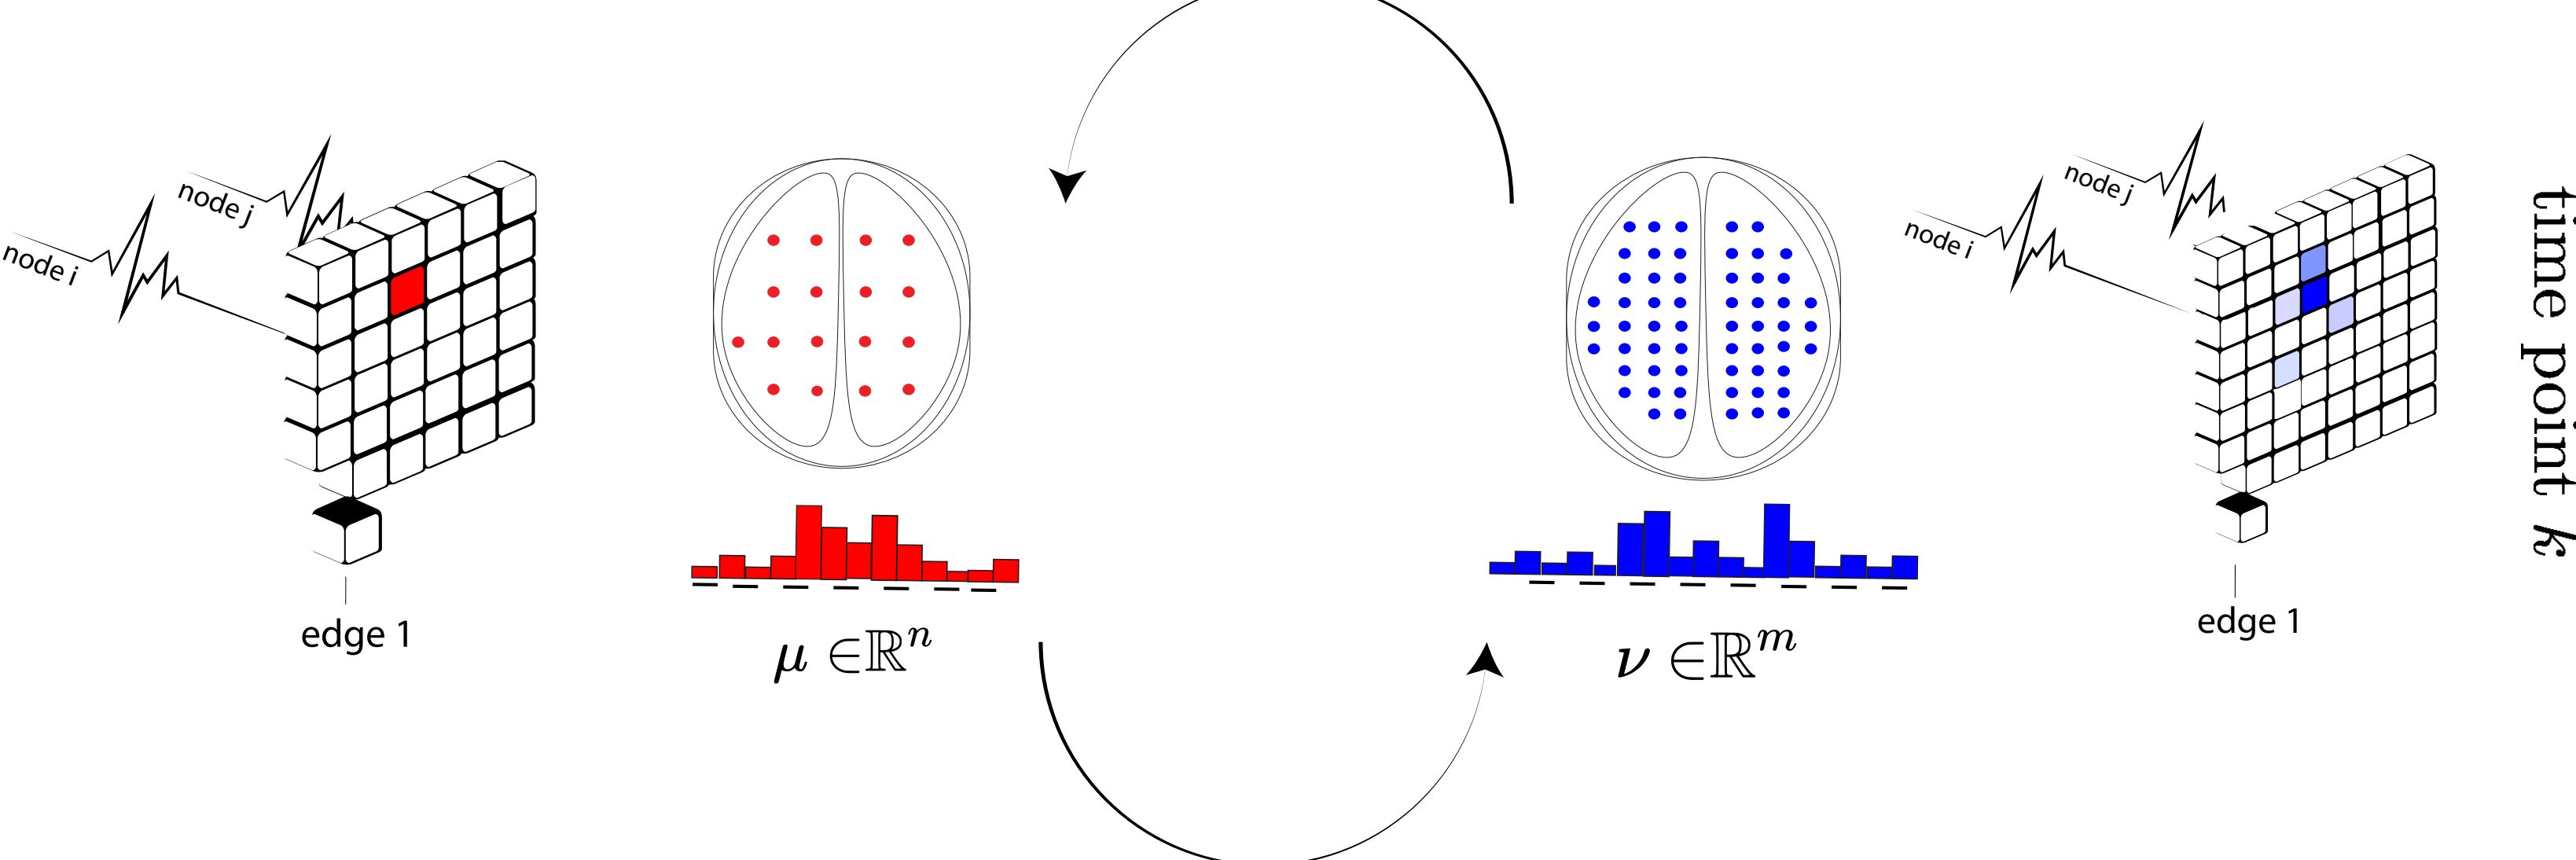 node j
node i
edge 1
μ ∈ℝⁿ
ν ∈ℝᵐ
node j
node i
edge 1
time point k